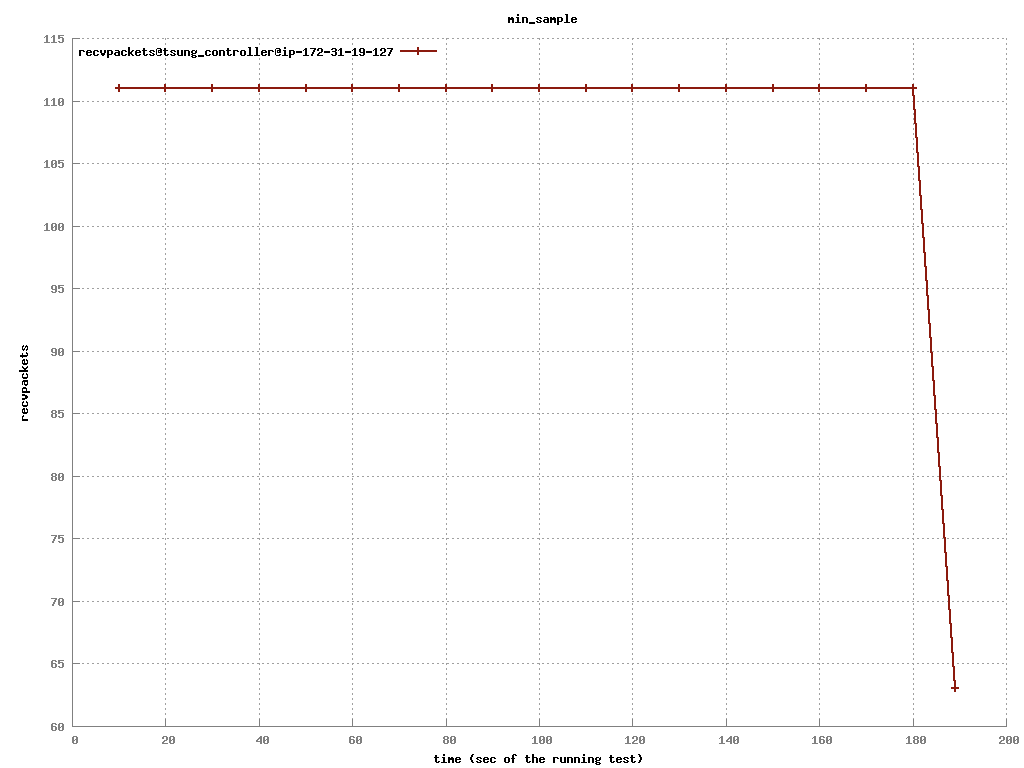 min_sample
115
recvpackets@tsung_controller@ip-172-31-19-127
110
105
100
95
90
recvpackets
85
80
75
70
65
60
0 20 40 60 80 100 120 140 160 180 200
time (sec of the running test)